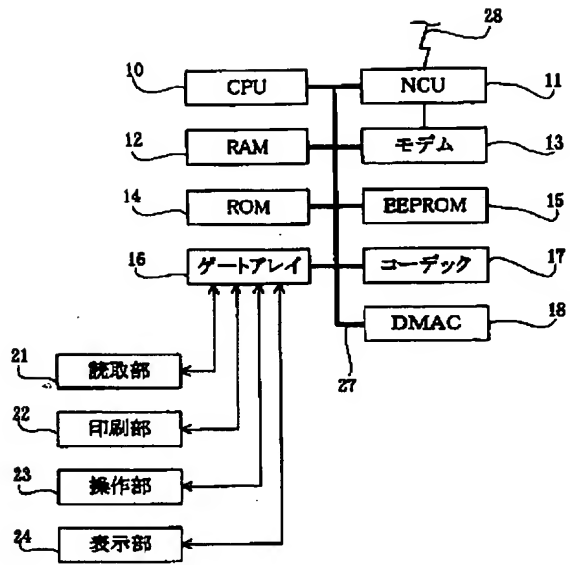 28
10 CPU NCU 11
12 RAM モデム 13
14 ROM EEPROM 15
16 ゲートアレイ コーデック 17
DMAC 18
27
21 読取部
22 印刷部
23 操作部
24 表示部